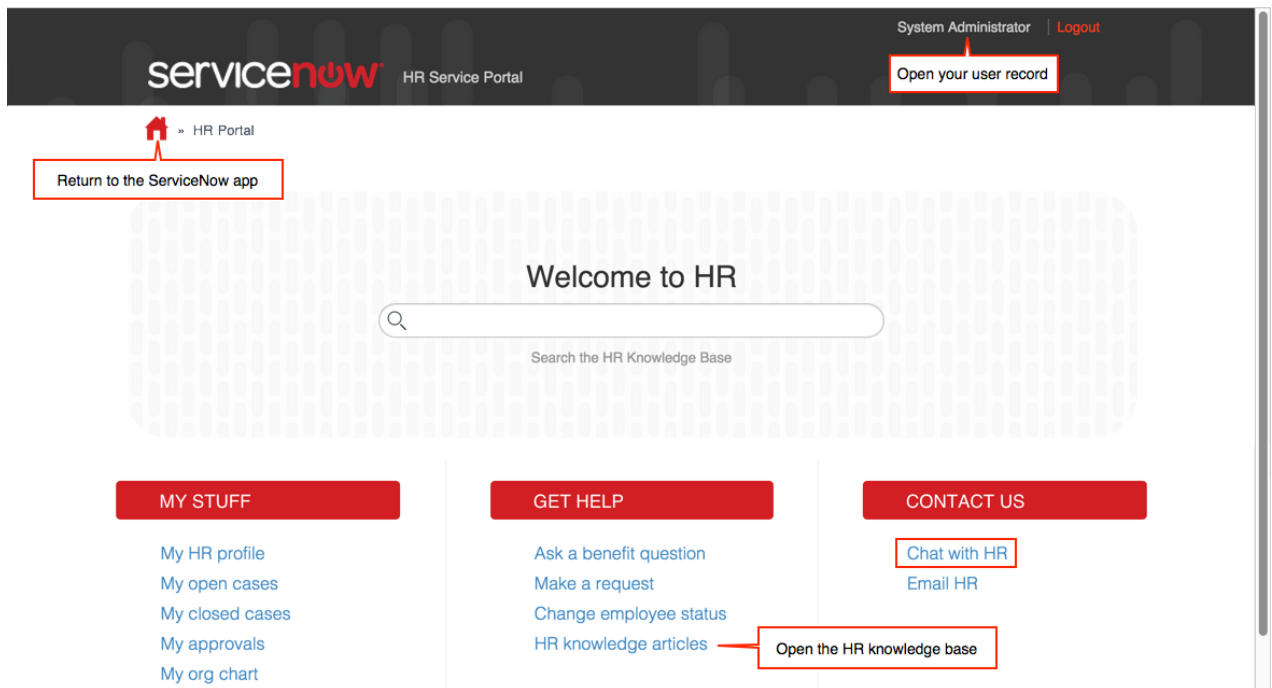 System Administrator | Logout
servicenow HR Service Portal
Open your user record
» HR Portal
Return to the ServiceNow app
Welcome to HR
Search the HR Knowledge Base
MY STUFF
My HR profile
My open cases
My closed cases
My approvals
My org chart
GET HELP
Ask a benefit question
Make a request
Change employee status
HR knowledge articles
Open the HR knowledge base
CONTACT US
Chat with HR
Email HR